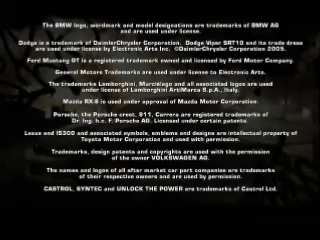 The BMW logo, wordmark and model designations are trademarks of BMW AG
and are used under license.
Dodge is a trademark of DaimlerChrysler Corporation. Dodge Viper SRT10 and its trade dress
are used under license by Electronic Arts Inc. ©DaimlerChrysler Corporation 2005.
Ford Mustang GT is a registered trademark owned and licensed by Ford Motor Company.
General Motors Trademarks are used under license to Electronic Arts.
The trademarks Lamborghini, Murciélago and all associated logos are used
under license of Lamborghini ArtiMarca S.p.A., Italy.
Mazda RX-8 is used under approval of Mazda Motor Corporation.
Porsche, the Porsche crest, 911, Carrera are registered trademarks of
Dr. Ing. h.c. F. Porsche AG. Licensed under certain patents.
Lexus and IS300 and associated symbols, emblems and designs are intellectual property of
Toyota Motor Corporation and used with permission.
Trademarks, design patents and copyrights are used with the permission
of the owner VOLKSWAGEN AG.
The names and logos of all after market car part companies are trademarks
of their respective owners and are used by permission.
CASTROL, SYNTEC and UNLOCK THE POWER are trademarks of Castrol Ltd.